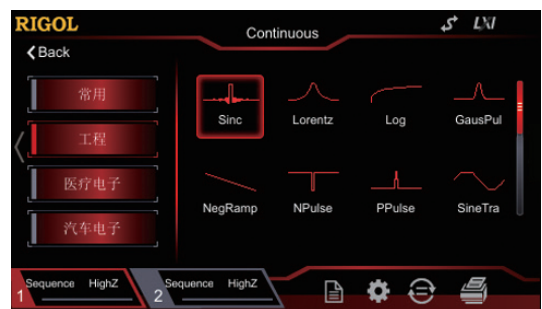 RIGOL
Continuous
LXI
Back
常用
工程
医疗电子
汽车电子
Sinc
Lorentz
Log
GausPul
NegRamp
NPulse
PPulse
SineTra
1 Sequence HighZ
2 Sequence HighZ